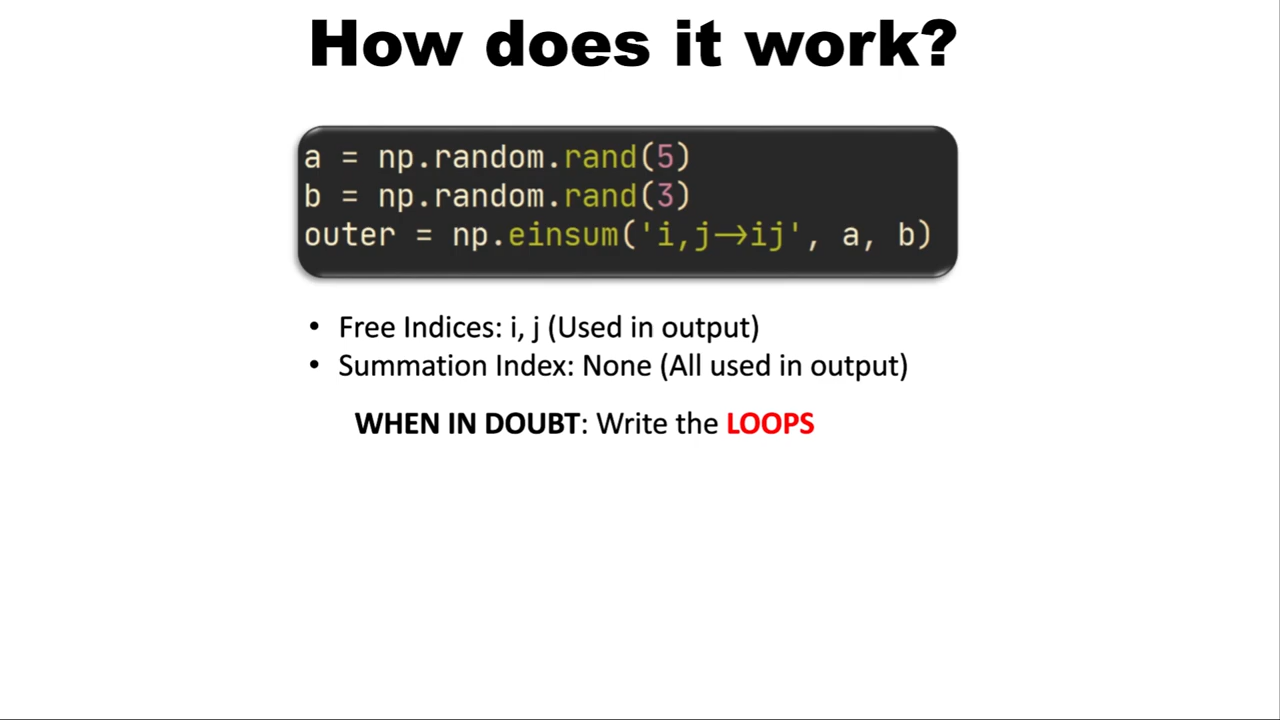 How does it work?
a = np.random.rand(5)
b = np.random.rand(3)
outer = np.einsum('i,j→ij', a, b)
• Free Indices: i, j (Used in output)
• Summation Index: None (All used in output)
WHEN IN DOUBT: Write the LOOPS